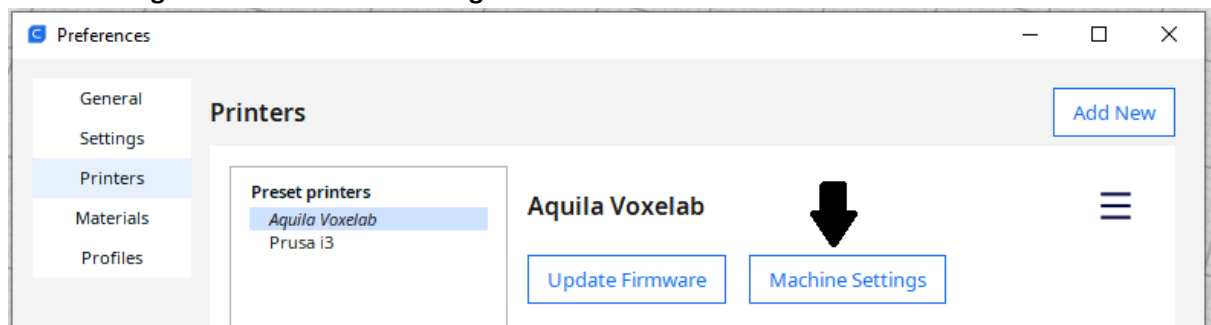 Preferences
General
Settings
Printers
Materials
Profiles
Printers
Add New
Preset printers
Aquila Voxelab
Prusa i3
Aquila Voxelab
Update Firmware
Machine Settings